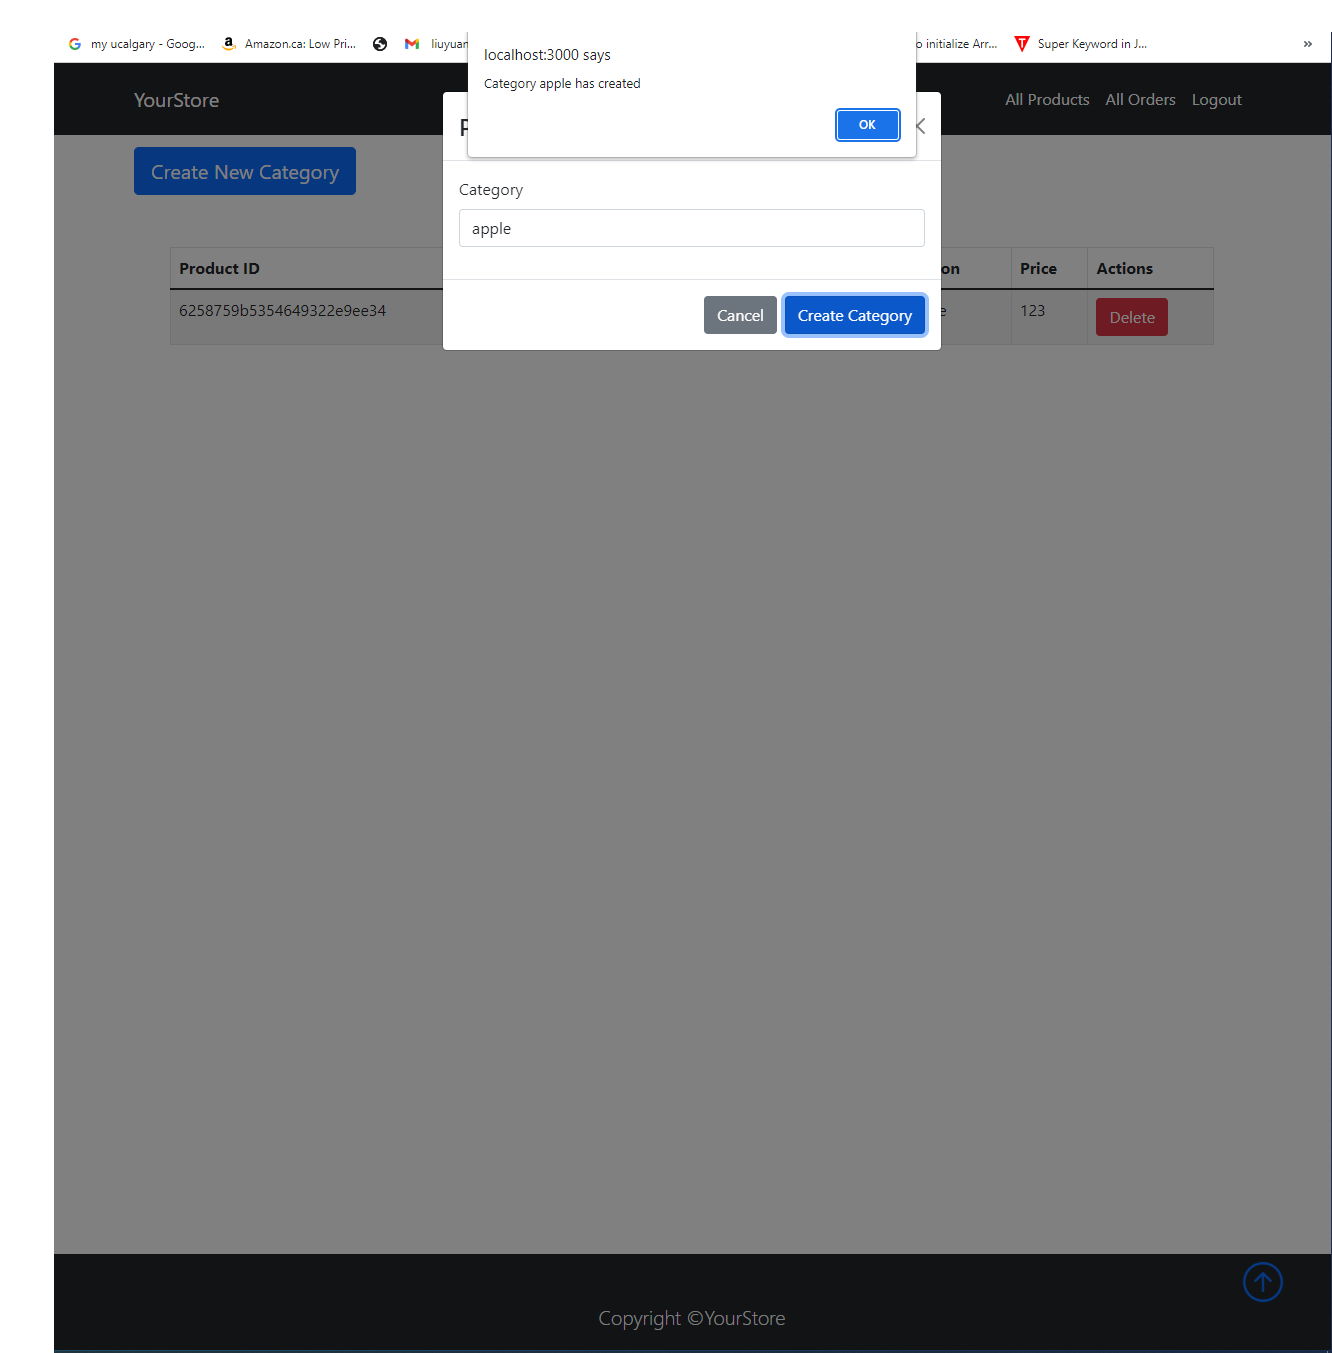 my ucalgary - Goog... Amazon.ca: Low Pri... liuyuan initialize Arr... Super Keyword in J... »
localhost:3000 says
Category apple has created
OK
YourStore
All Products All Orders Logout
Create New Category
Category
apple
Product ID Price Actions
6258759b5354649322e9ee34 123 Delete
Cancel Create Category
Copyright ©YourStore